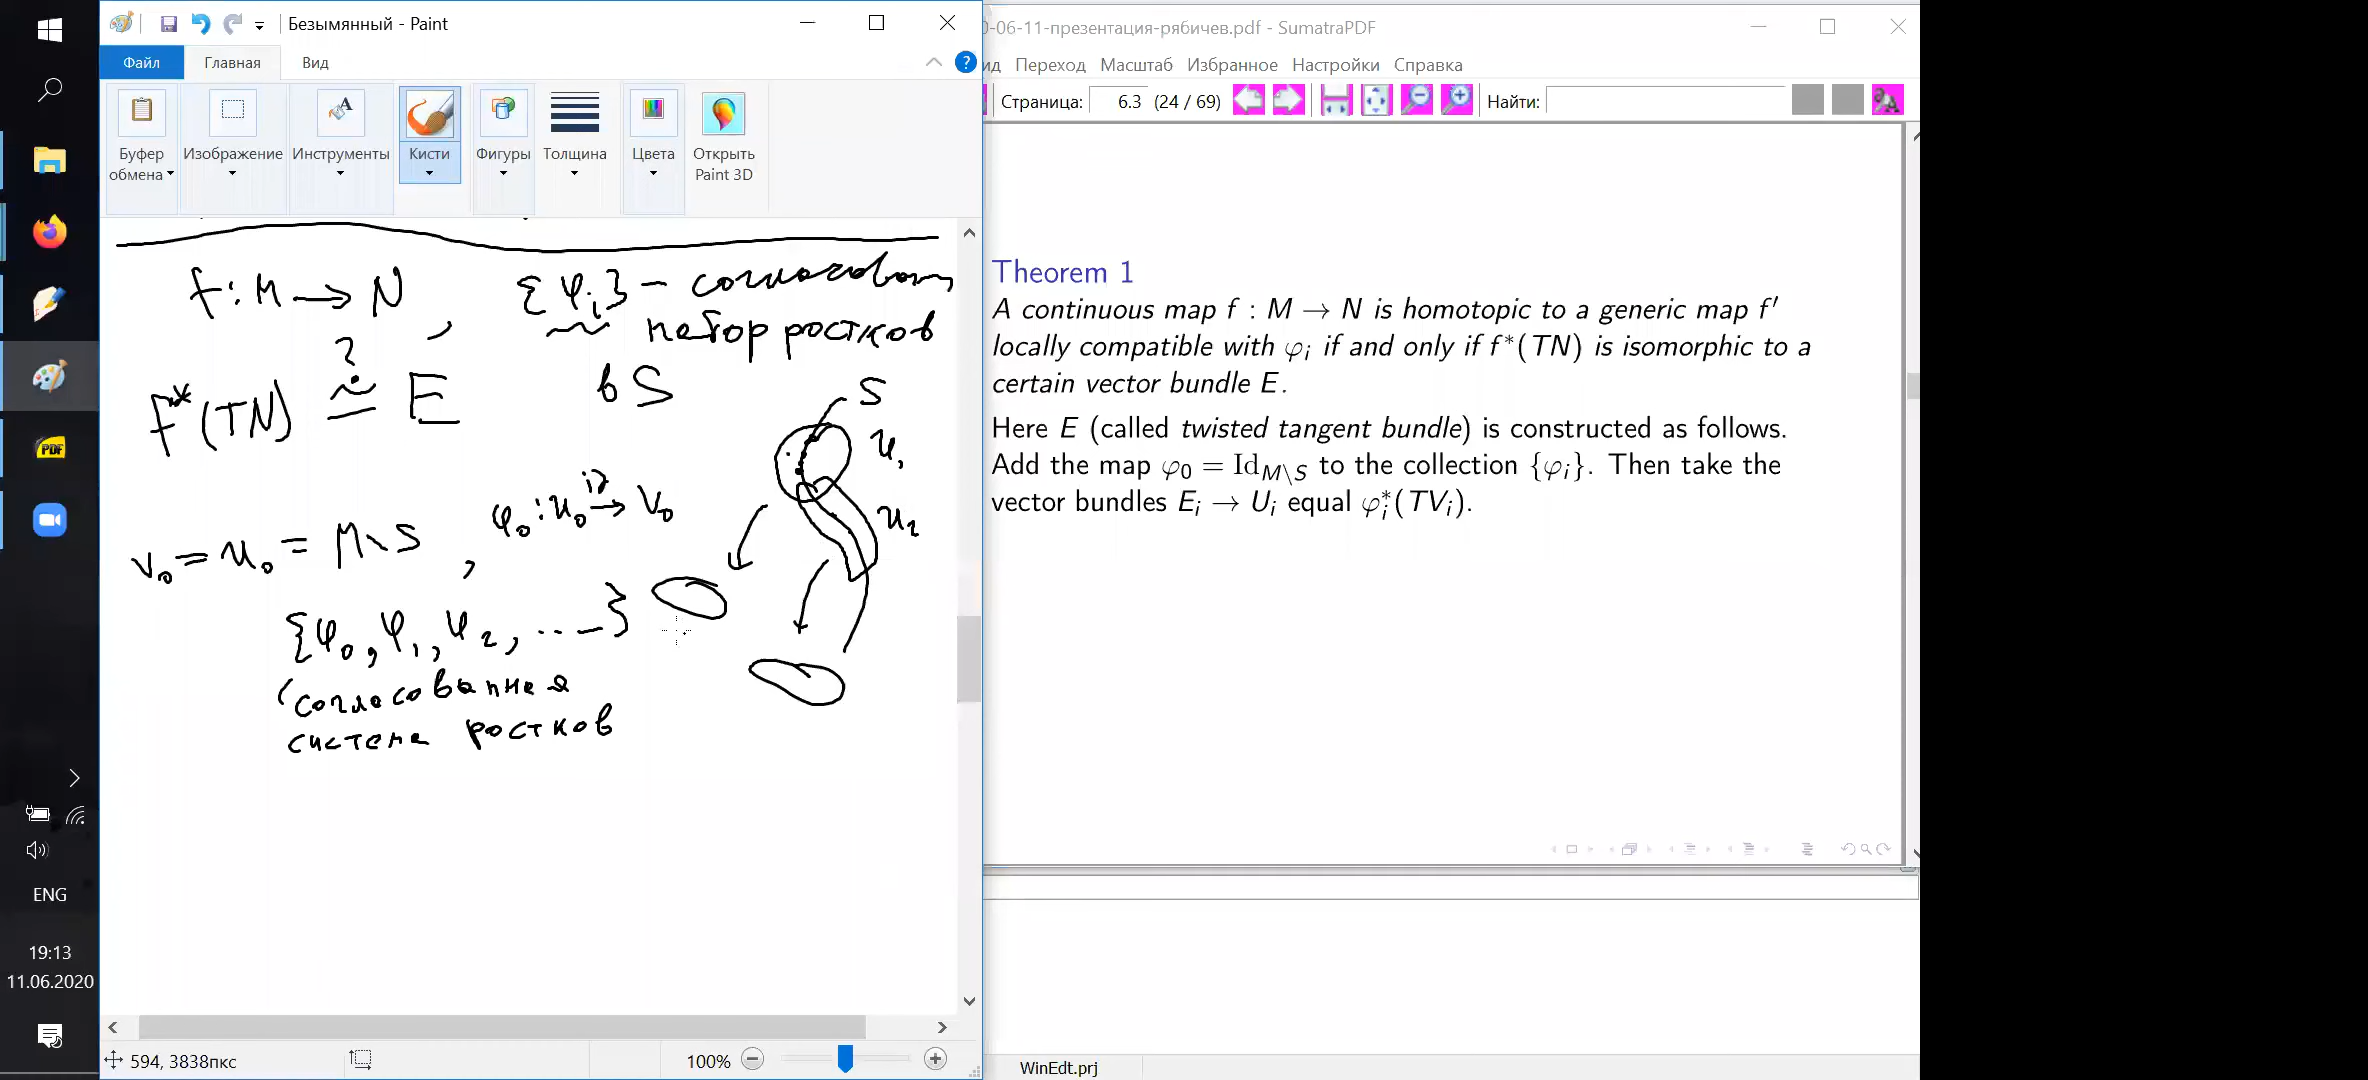 Безымянный - Paint
Файл
Главная
Вид
Буфер
обмена
Изображение
Инструменты
Кисти
Фигуры
Толщина
Цвета
Открыть
Paint 3D
f : M → N , {φᵢ} – согласован
набор ростков
в S
?
f*(TN) ≅ E
S
U₁
U₂
V₀ = U₀ = M\S , φ₀ : U₀ →id V₀
{φ₀, φ₁, φ₂, ...}
согласованная
система ростков
ENG
19:13
11.06.2020
594, 3838пкс
100%
0-06-11-презентация-рябичев.pdf - SumatraPDF
ид Переход Масштаб Избранное Настройки Справка
Страница: 6.3 (24 / 69) Найти:
Theorem 1
A continuous map f : M → N is homotopic to a generic map f′
locally compatible with φᵢ if and only if f*(TN) is isomorphic to a
certain vector bundle E.
Here E (called twisted tangent bundle) is constructed as follows.
Add the map φ₀ = Id_{M\S} to the collection {φᵢ}. Then take the
vector bundles Eᵢ → Uᵢ equal φᵢ*(TVᵢ).
WinEdt.prj
PDF